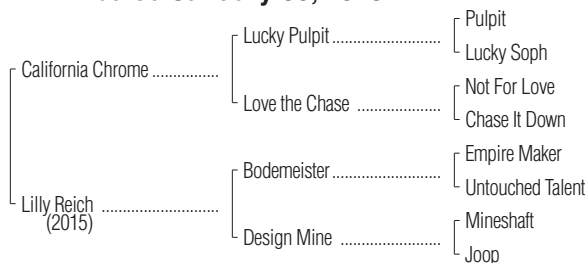 Pulpit
Lucky Pulpit
Lucky Soph
California Chrome
Not For Love
Love the Chase
Chase It Down
Empire Maker
Bodemeister
Untouched Talent
Lilly Reich
(2015)
Mineshaft
Design Mine
Joop